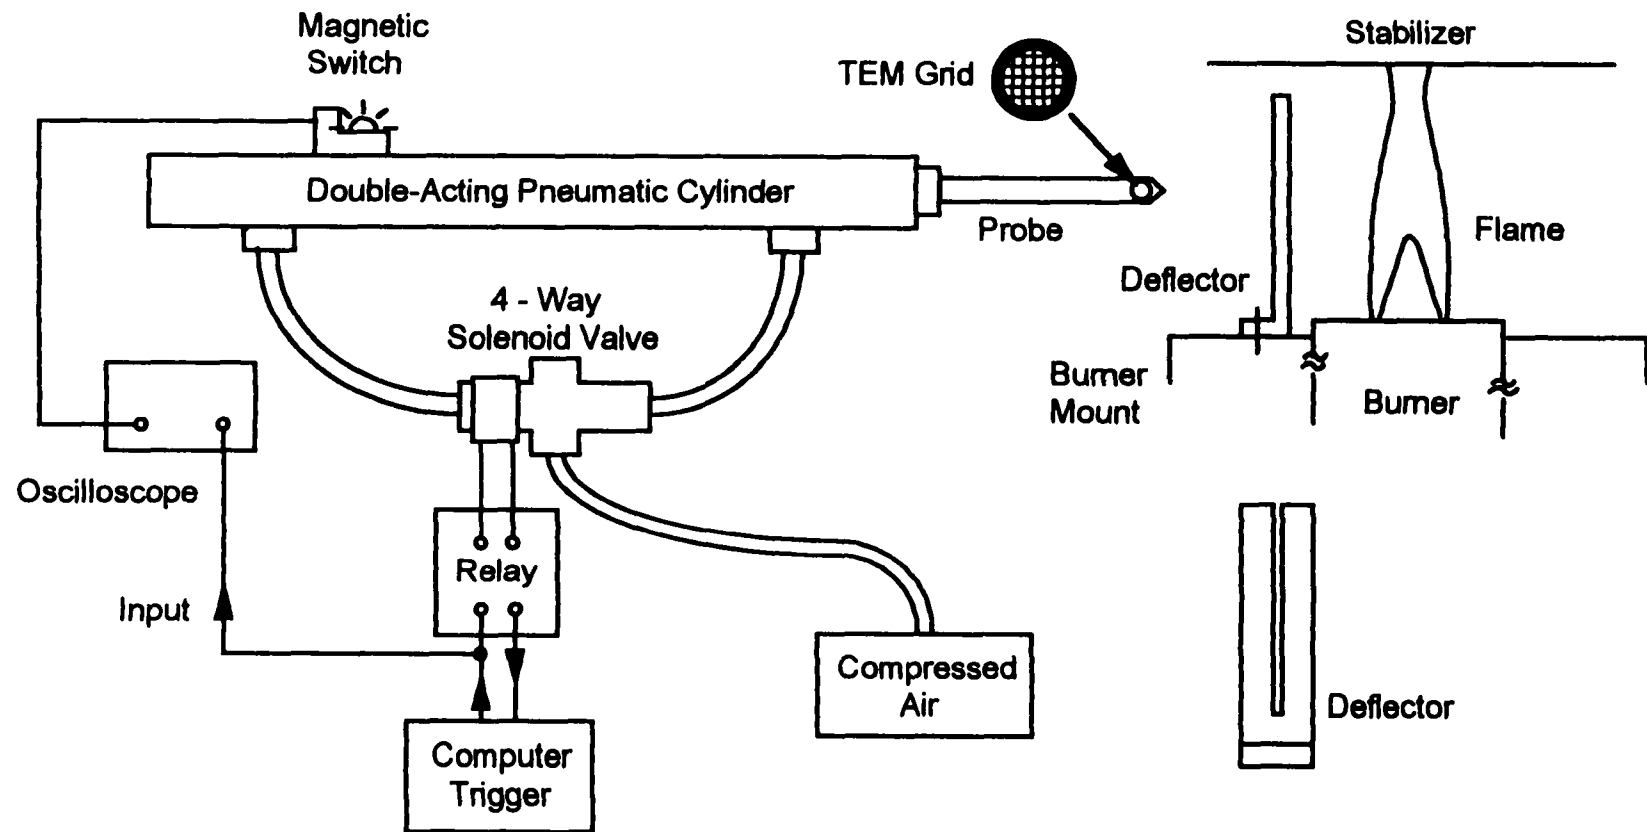 Magnetic
Switch
TEM Grid
Stabilizer
Double-Acting Pneumatic Cylinder
Probe
Flame
Deflector
4 - Way
Solenoid Valve
Burner
Mount
Burner
Oscilloscope
Relay
Input
Compressed
Air
Deflector
Computer
Trigger